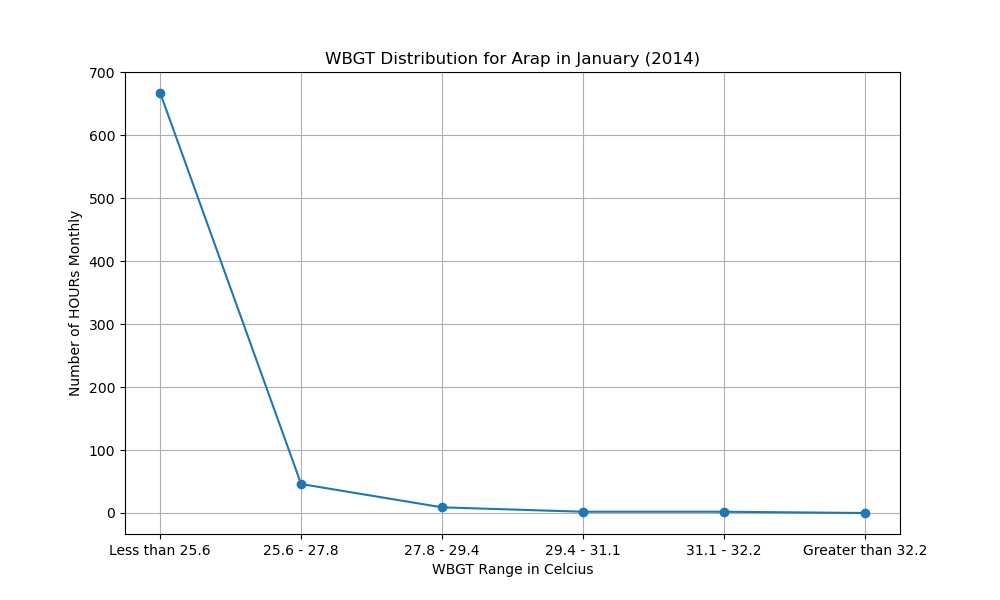 WBGT Distribution for Arap in January (2014)
Number of HOURs Monthly
700
600
500
400
300
200
100
0
Less than 25.6
25.6 - 27.8
27.8 - 29.4
29.4 - 31.1
31.1 - 32.2
Greater than 32.2
WBGT Range in Celcius